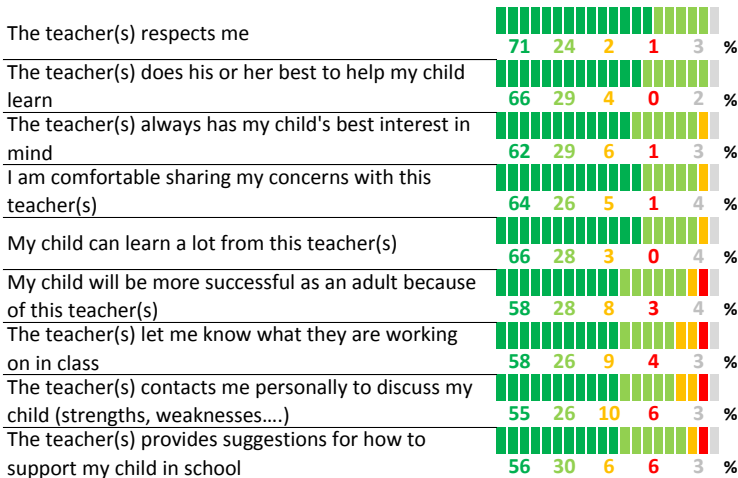 The teacher(s) respects me
71 24 2 1 3 %
The teacher(s) does his or her best to help my child
learn
66 29 4 0 2 %
The teacher(s) always has my child's best interest in
mind
62 29 6 1 3 %
I am comfortable sharing my concerns with this
teacher(s)
64 26 5 1 4 %
My child can learn a lot from this teacher(s)
66 28 3 0 4 %
My child will be more successful as an adult because
of this teacher(s)
58 28 8 3 4 %
The teacher(s) let me know what they are working
on in class
58 26 9 4 3 %
The teacher(s) contacts me personally to discuss my
child (strengths, weaknesses....)
55 26 10 6 3 %
The teacher(s) provides suggestions for how to
support my child in school
56 30 6 6 3 %